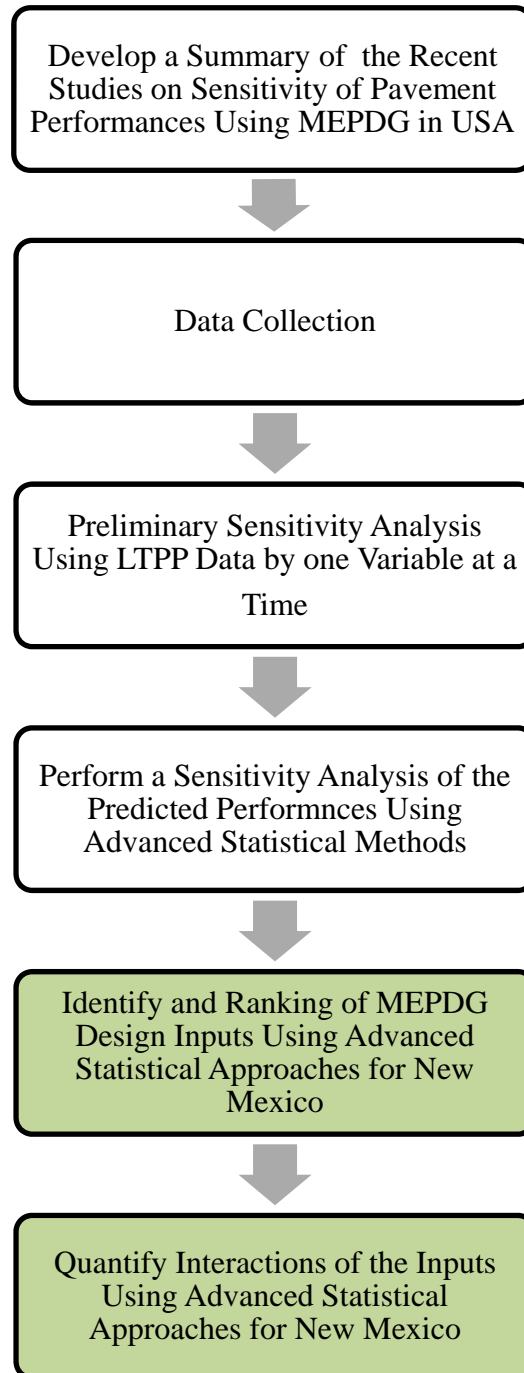 Develop a Summary of  the Recent
Studies on Sensitivity of Pavement
Performances Using MEPDG in USA
Data Collection
Preliminary Sensitivity Analysis
Using LTPP Data by one Variable at a
Time
Perform a Sensitivity Analysis of the
Predicted Performnces Using
Advanced Statistical Methods
Identify and Ranking of MEPDG
Design Inputs Using Advanced
Statistical Approaches for New
Mexico
Quantify Interactions of the Inputs
Using Advanced Statistical
Approaches for New Mexico